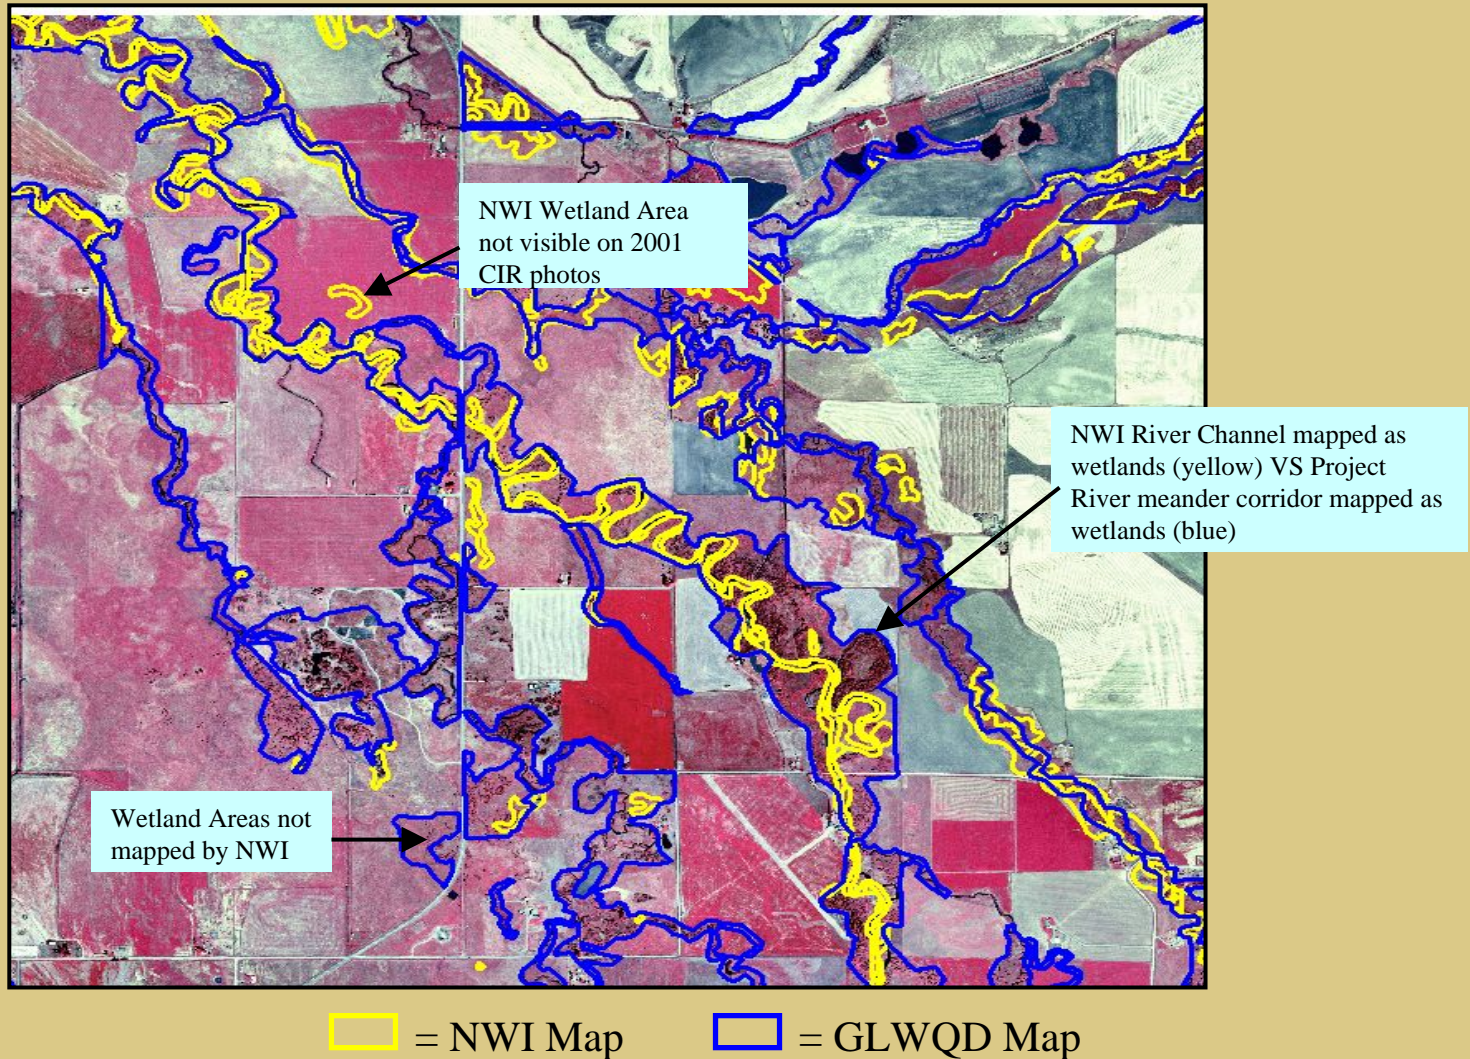 NWI Wetland Area
not visible on 2001
CIR photos
NWI River Channel mapped as
wetlands (yellow) VS Project
River meander corridor mapped as
wetlands (blue)
Wetland Areas not
mapped by NWI
= NWI Map
= GLWQD Map